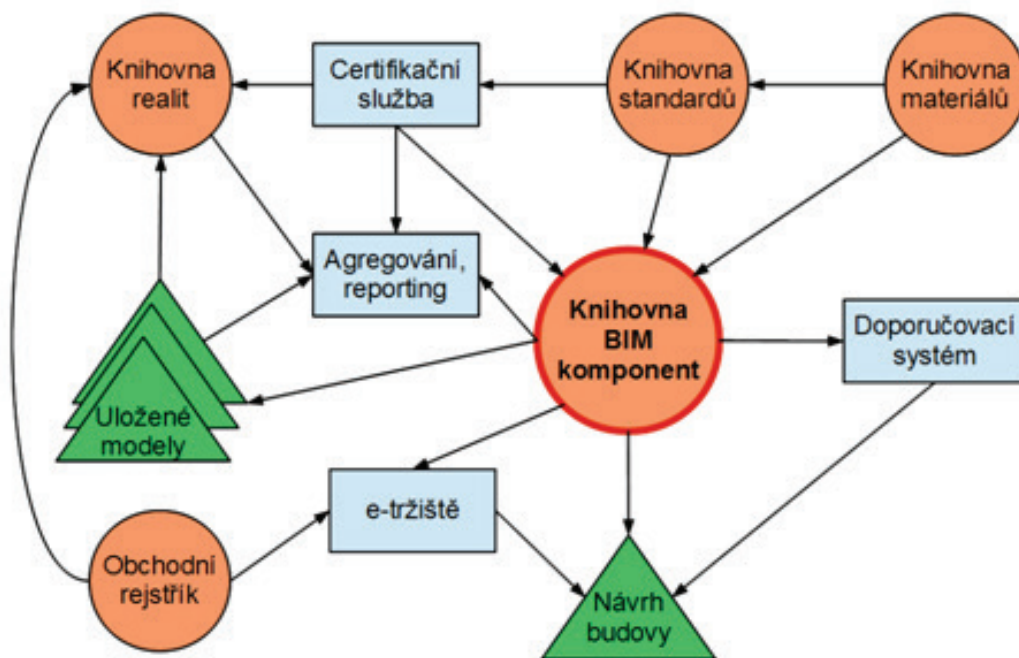 Knihovna
realit
Certifikační
služba
Knihovna
standardů
Knihovna
materiálů
Agregování,
reporting
Knihovna
BIM
komponent
Doporučovací
systém
Uložené
modely
e-tržiště
Obchodní
rejstřík
Návrh
budovy